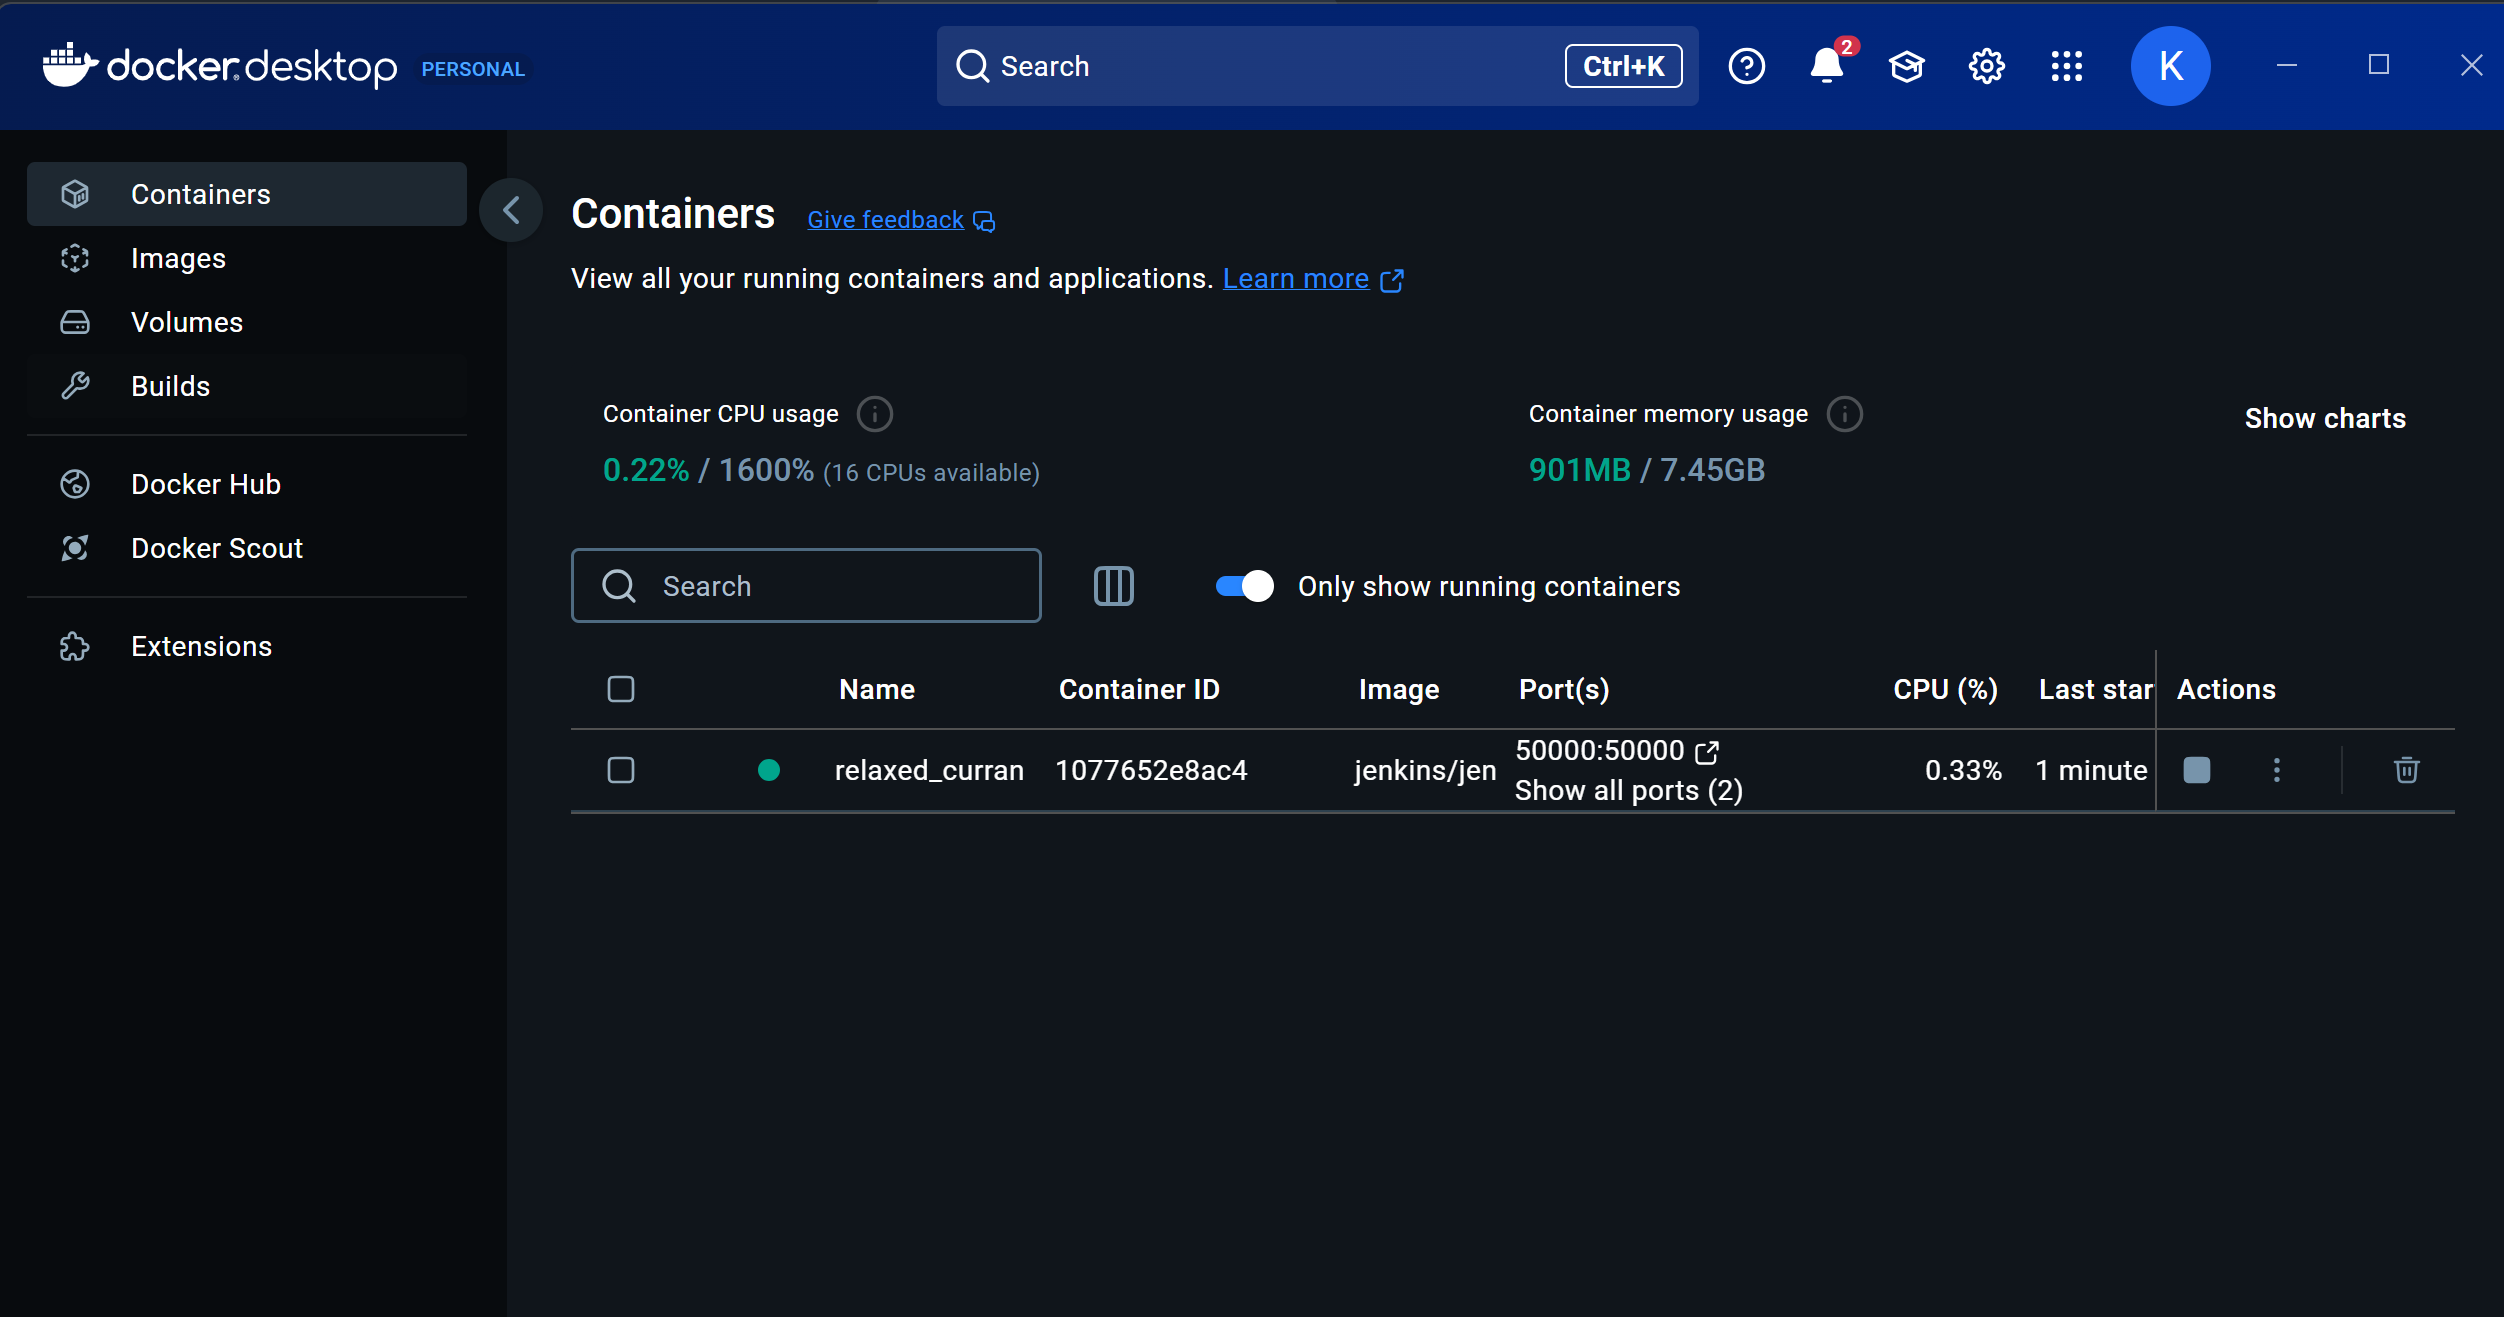 docker desktop PERSONAL
Search Ctrl+K
2
K
Containers
Images
Volumes
Builds
Docker Hub
Docker Scout
Extensions
Containers Give feedback
View all your running containers and applications. Learn more
Container CPU usage
0.22% / 1600% (16 CPUs available)
Container memory usage
901MB / 7.45GB
Show charts
Search
Only show running containers
Name Container ID Image Port(s) CPU (%) Last star Actions
relaxed_curran 1077652e8ac4 jenkins/jen 50000:50000 0.33% 1 minute
Show all ports (2)